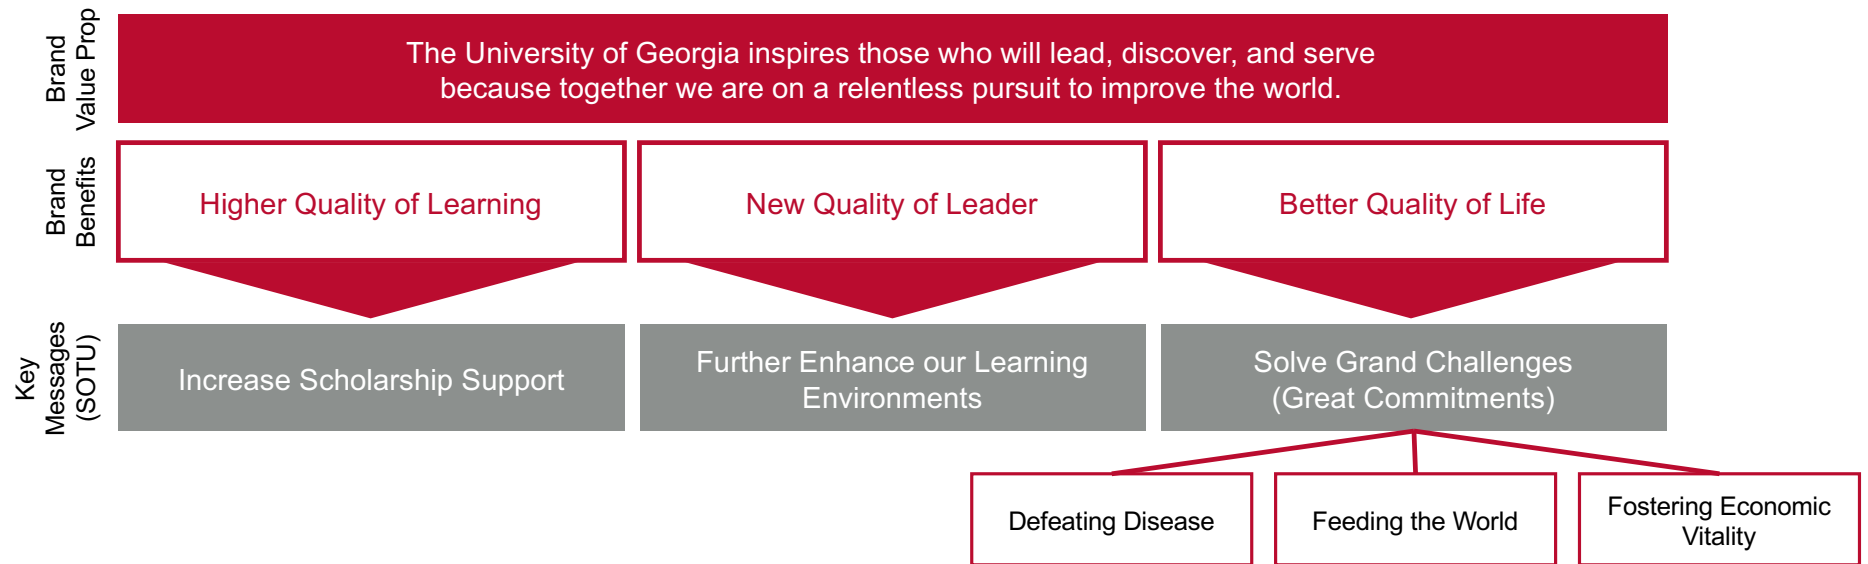 Brand
Value Prop
The University of Georgia inspires those who will lead, discover, and serve
because together we are on a relentless pursuit to improve the world.
Brand
Benefits
Higher Quality of Learning
New Quality of Leader
Better Quality of Life
Key
Messages
(SOTU)
Increase Scholarship Support
Further Enhance our Learning
Environments
Solve Grand Challenges
(Great Commitments)
Defeating Disease
Feeding the World
Fostering Economic
Vitality